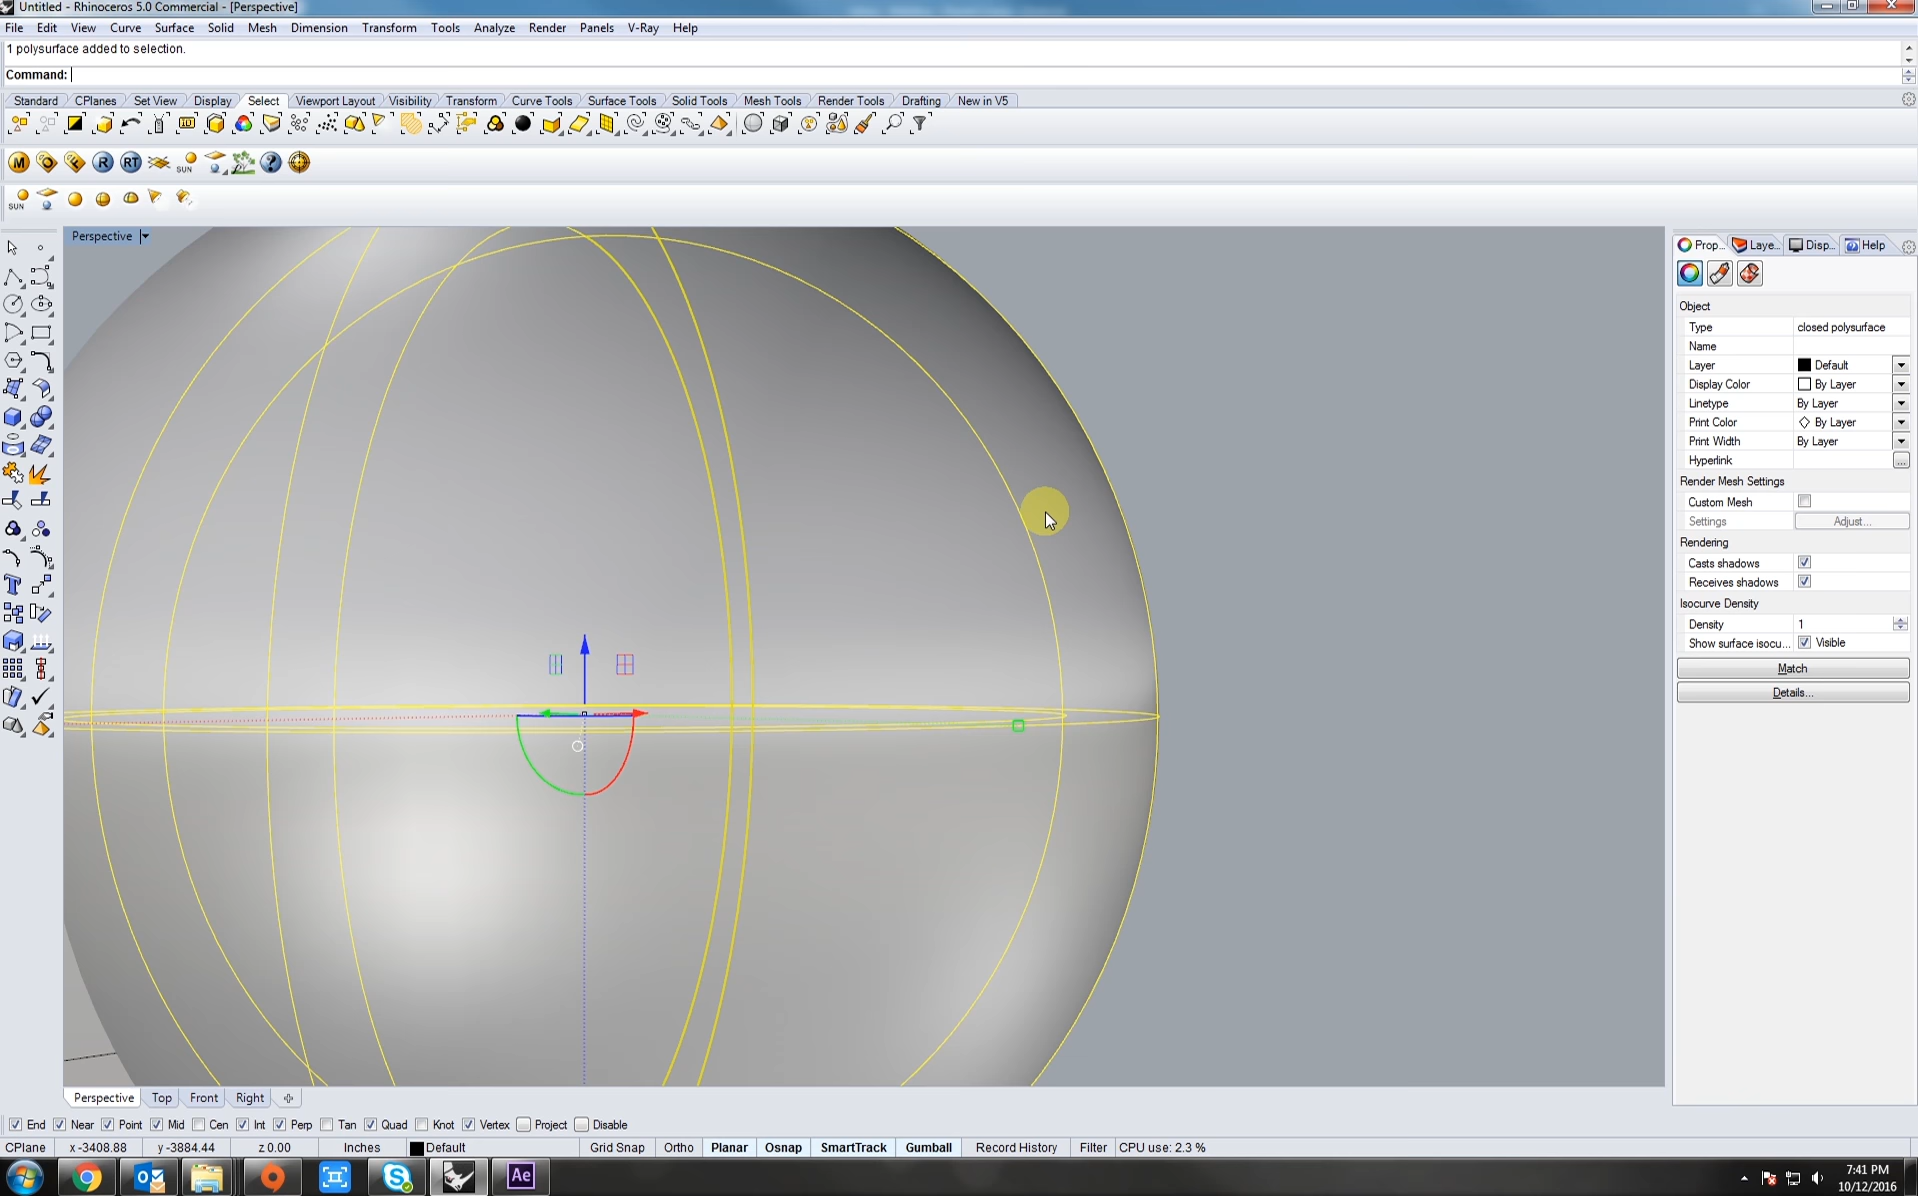 Untitled - Rhinoceros 5.0 Commercial - [Perspective]
File Edit View Curve Surface Solid Mesh Dimension Transform Tools Analyze Render Panels V-Ray Help
1 polysurface added to selection.
Command:
Standard CPlanes Set View Display Select Viewport Layout Visibility Transform Curve Tools Surface Tools Solid Tools Mesh Tools Render Tools Drafting New in V5
M O F R RT SUN ?
SUN
Perspective
Prop... Laye... Disp... Help
Object
Type closed polysurface
Name
Layer Default
Display Color By Layer
Linetype By Layer
Print Color By Layer
Print Width By Layer
Hyperlink ...
Render Mesh Settings
Custom Mesh
Settings Adjust...
Rendering
Casts shadows
Receives shadows
Isocurve Density
Density 1
Show surface isocu... Visible
Match
Details...
Perspective Top Front Right
End Near Point Mid Cen Int Perp Tan Quad Knot Vertex Project Disable
CPlane x -3408.88 y -3884.44 z 0.00 Inches Default Grid Snap Ortho Planar Osnap SmartTrack Gumball Record History Filter CPU use: 2.3 %
Ae
7:41 PM
10/12/2016